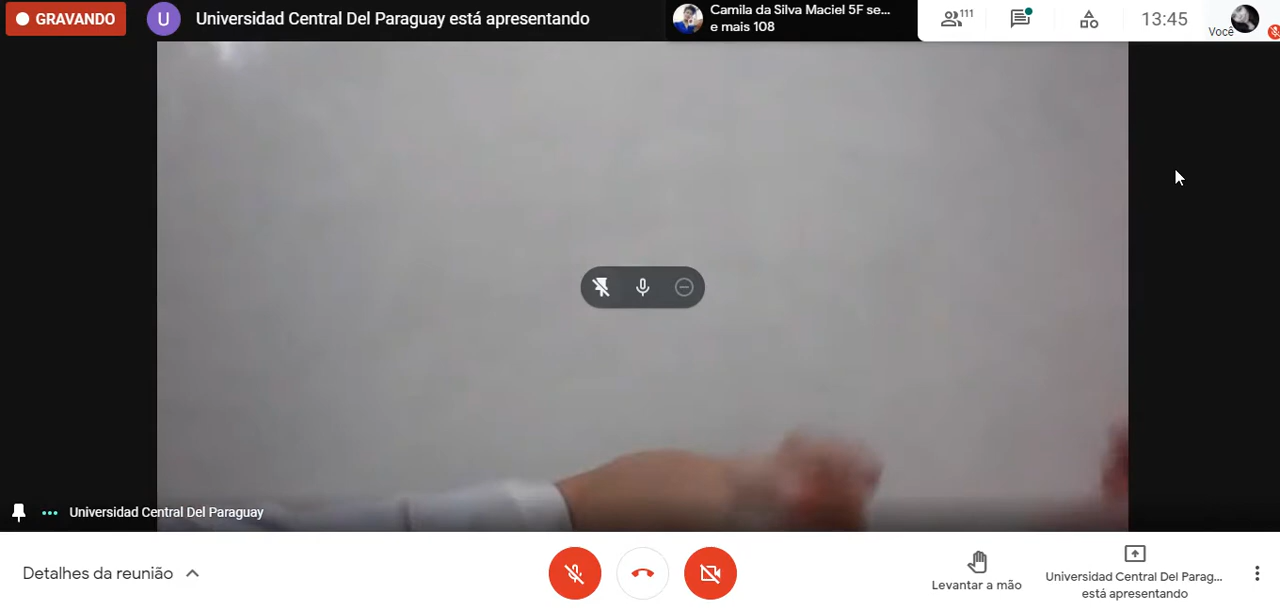 GRAVANDO
U
Universidad Central Del Paraguay está apresentando
Camila da Silva Maciel 5F se...
e mais 108
111
13:45
Você
Universidad Central Del Paraguay
Detalhes da reunião
Levantar a mão
Universidad Central Del Parag...
está apresentando